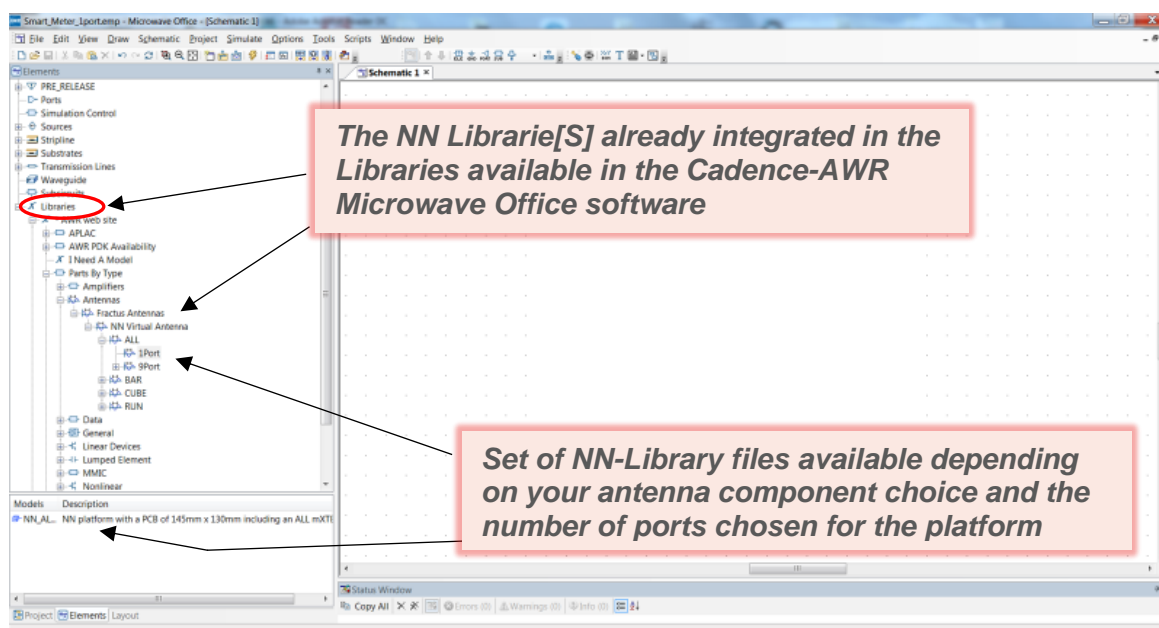 Smart_Meter_1port.emp - Microwave Office - [Schematic 1]
File Edit View Draw Schematic Project Simulate Options Tools Scripts Window Help
Elements
Schematic 1
PRE_RELEASE
Ports
Simulation Control
Sources
Stripline
Substrates
Transmission Lines
Waveguide
Subcircuits
Libraries
AWR web site
APLAC
AWR PDK Availability
I Need A Model
Parts By Type
Amplifiers
Antennas
Fractus Antennas
NN Virtual Antenna
ALL
1Port
9Port
BAR
CUBE
RUN
Data
General
Linear Devices
Lumped Element
MMIC
Nonlinear
The NN Librarie[S] already integrated in the
Libraries available in the Cadence-AWR
Microwave Office software
Set of NN-Library files available depending
on your antenna component choice and the
number of ports chosen for the platform
Models Description
NN_AL... NN platform with a PCB of 145mm x 130mm including an ALL mXTI
Status Window
Copy All Errors (0) Warnings (0) Info (0)
Project Elements Layout